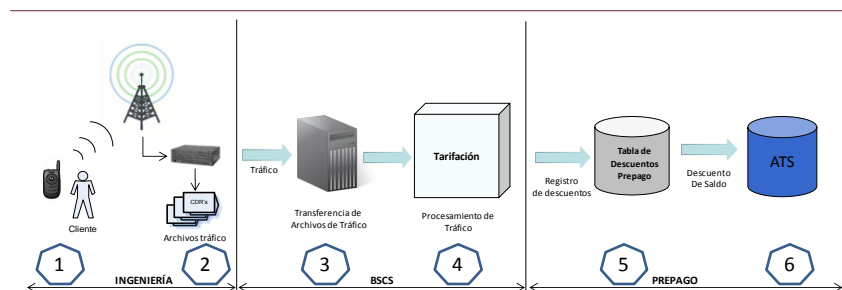 CDR's
Cliente
Archivos tráfico
Tráfico
Transferencia de
Archivos de Tráfico
Tarifación
Procesamiento de
Tráfico
Registro
de descuentos
Tabla de
Descuentos
Prepago
Descuento
De Saldo
ATS
1
2
3
4
5
6
INGENIERÍA
BSCS
PREPAGO